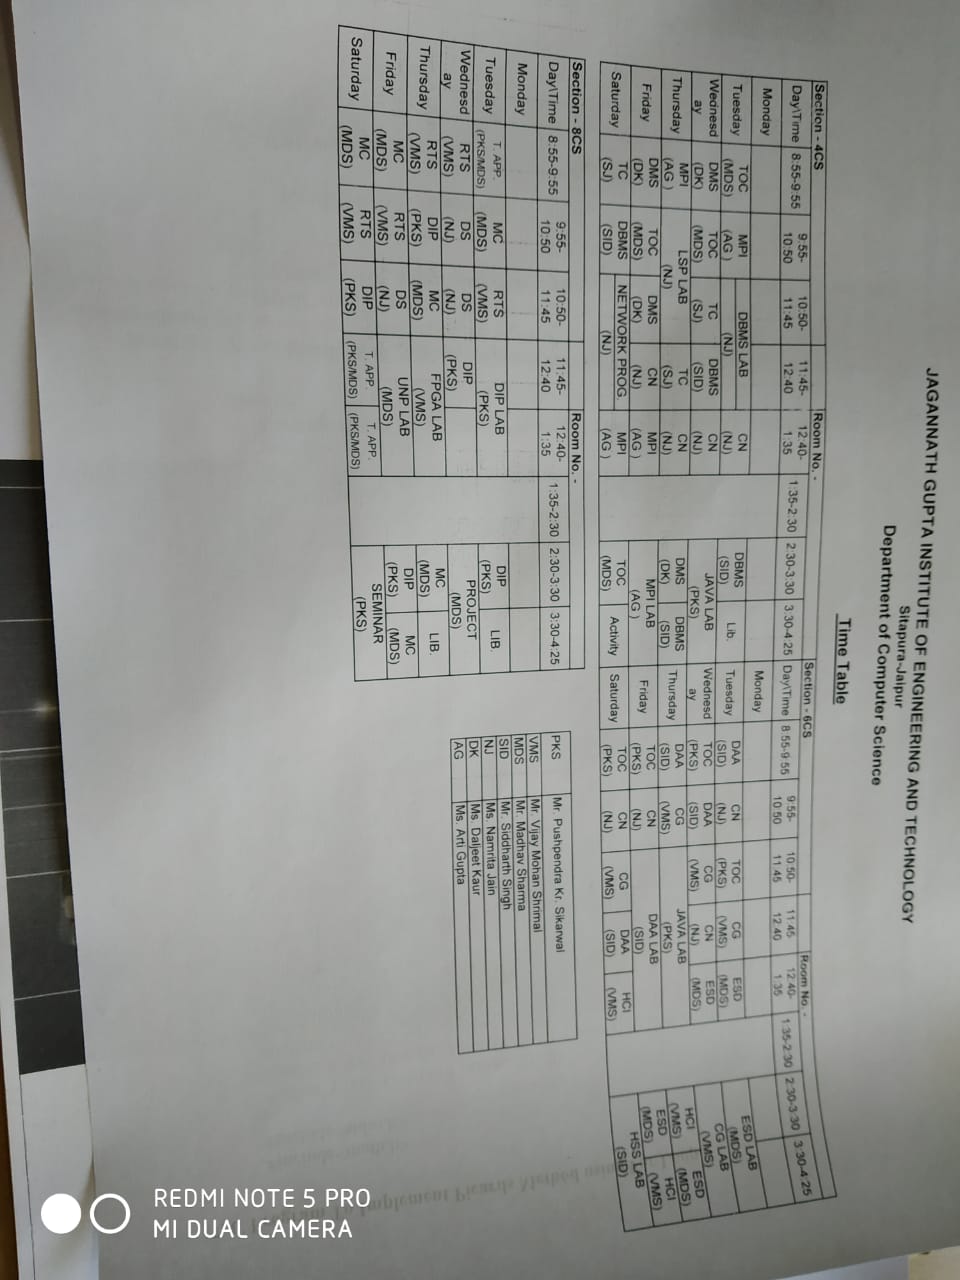 JAGANNATH GUPTA INSTITUTE OF ENGINEERING AND TECHNOLOGY
Sitapura-Jaipur
Department of Computer Science
Time Table
Section - 4CS Room No. -
Day\Time 8:55-9:55 9:55-10:50 10:50-11:45 11:45-12:40 12:40-1:35 1:35-2:30 2:30-3:30 3:30-4:25
Monday
Tuesday TOC (MDS) MPI (AG ) DBMS LAB (NJ) CN (NJ) DBMS (SID) Lib.
Wednesday DMS (DK) TOC (MDS) TC (SJ) DBMS (SID) CN (NJ) JAVA LAB (PKS)
Thursday MPI (AG ) LSP LAB (NJ) TC (SJ) CN (NJ) DMS (DK) DBMS (SID)
Friday DMS (DK) TOC (MDS) DMS (DK) CN (NJ) MPI (AG ) MPI LAB (AG )
Saturday TC (SJ) DBMS (SID) NETWORK PROG. (NJ) MPI (AG ) TOC (MDS) Activity
Section - 6CS Room No. -
Day\Time 8:55-9:55 9:55-10:50 10:50-11:45 11:45-12:40 12:40-1:35 1:35-2:30 2:30-3:30 3:30-4:25
Monday
Tuesday DAA (SID) CN (NJ) TOC (PKS) CG (VMS) ESD (MDS) ESD LAB (MDS)
Wednesday TOC (PKS) DAA (SID) CG (VMS) CN (NJ) ESD (MDS) CG LAB (VMS)
Thursday DAA (SID) CG (VMS) JAVA LAB (PKS) HCI (VMS) ESD (MDS)
Friday TOC (PKS) CN (NJ) DAA LAB (SID) ESD (MDS) HCI (VMS)
Saturday TOC (PKS) CN (NJ) CG (VMS) DAA (SID) HCI (VMS) HSS LAB (SID)
Section - 8CS Room No. -
Day\Time 8:55-9:55 9:55-10:50 10:50-11:45 11:45-12:40 12:40-1:35 1:35-2:30 2:30-3:30 3:30-4:25
Monday
Tuesday T. APP. (PKS/MDS) MC (MDS) RTS (VMS) DIP LAB (PKS) DIP (PKS) LIB.
Wednesday RTS (VMS) DS (NJ) DS (NJ) DIP (PKS) PROJECT (MDS)
Thursday RTS (VMS) DIP (PKS) MC (MDS) FPGA LAB (VMS) MC (MDS) LIB.
Friday MC (MDS) RTS (VMS) DS (NJ) UNP LAB (MDS) DIP (PKS) MC (MDS)
Saturday MC (MDS) RTS (VMS) DIP (PKS) T. APP. (PKS/MDS) T. APP. (PKS/MDS) SEMINAR (PKS)
PKS Mr. Pushpendra Kr. Sikarwal
VMS Mr. Vijay Mohan Shrimal
MDS Mr. Madhav Sharma
SID Mr. Siddharth Singh
NJ Ms. Namrita Jain
DK Ms. Daljeet Kaur
AG Ms. Arti Gupta
REDMI NOTE 5 PRO
MI DUAL CAMERA